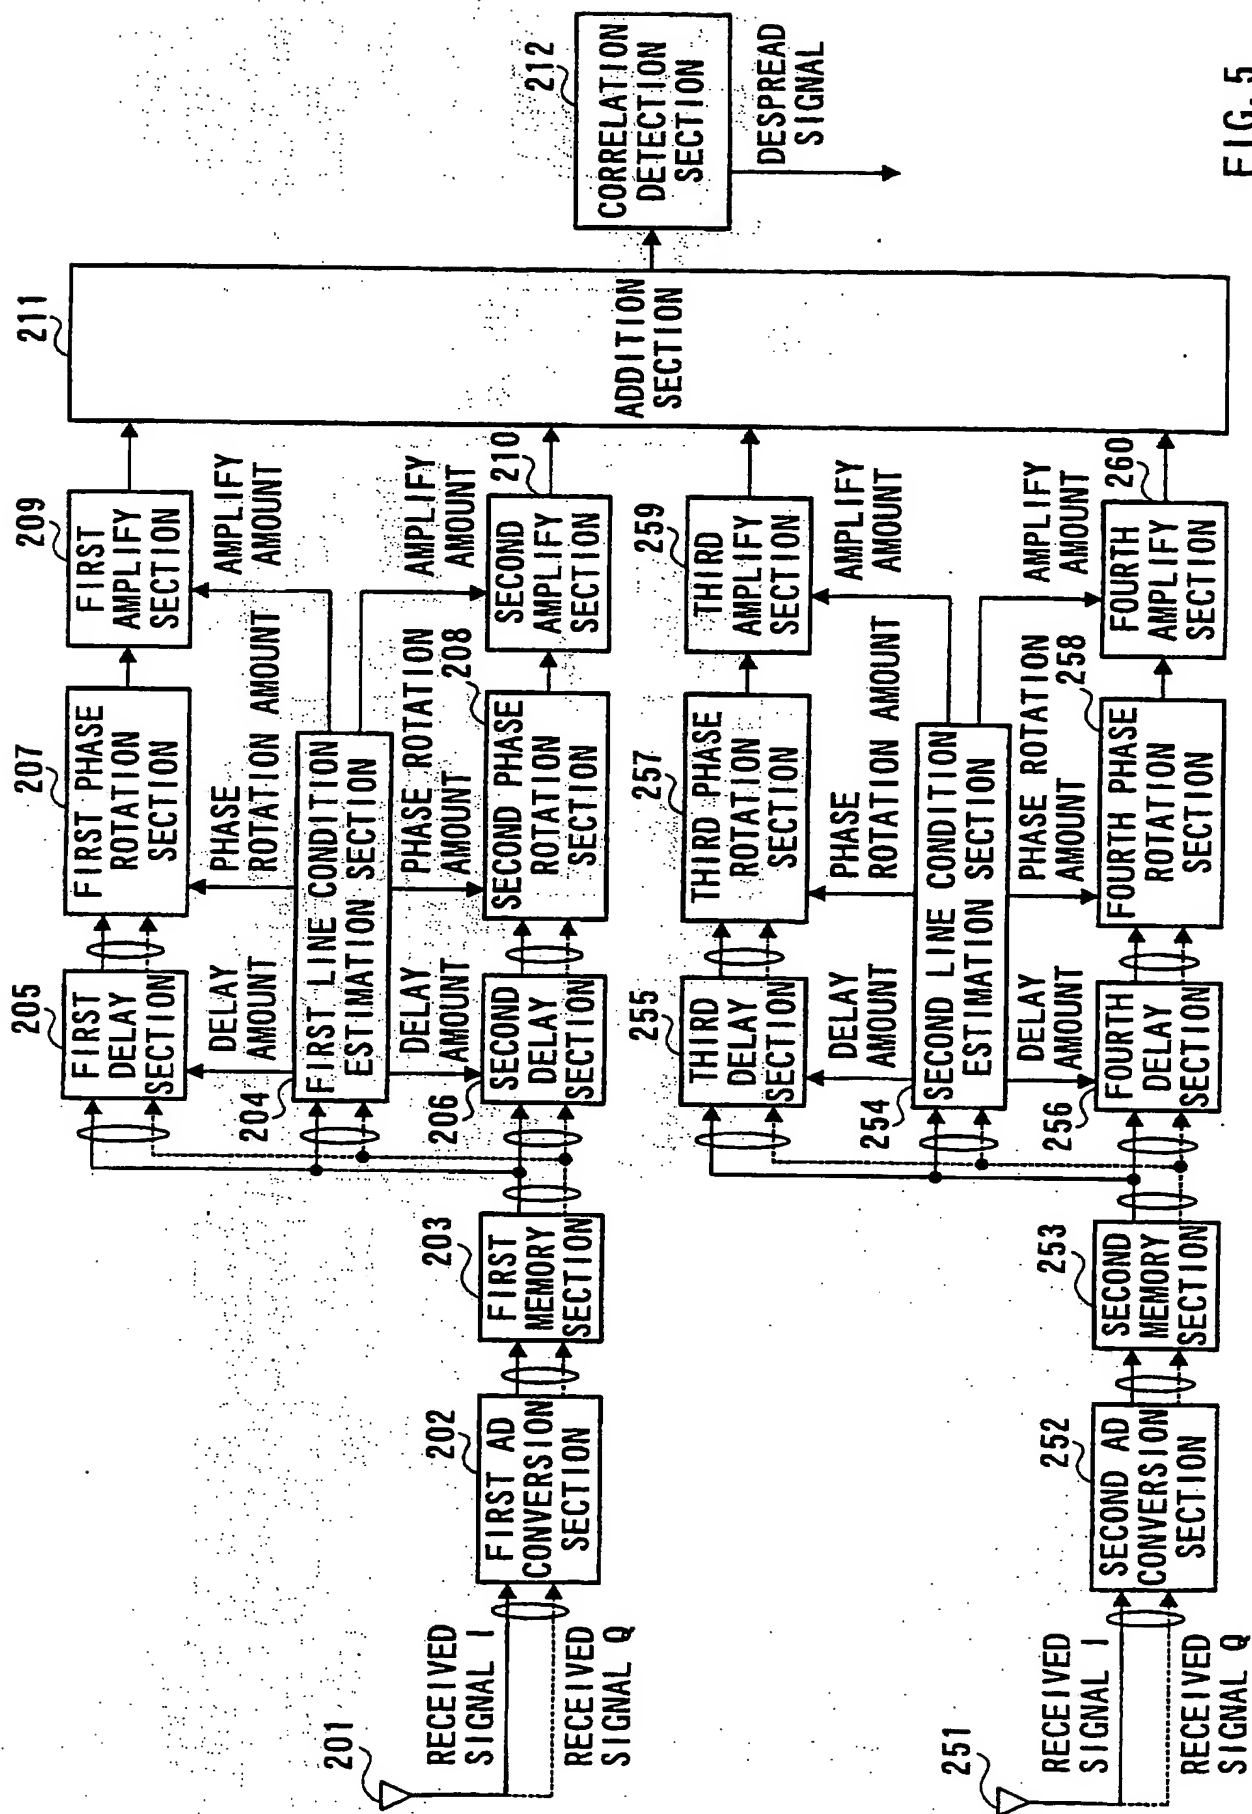 201
RECEIVED
SIGNAL I
RECEIVED
SIGNAL Q
202
FIRST AD
CONVERSION
SECTION
203
FIRST
MEMORY
SECTION
205
FIRST
DELAY
SECTION
DELAY
AMOUNT
204
FIRST LINE CONDITION
ESTIMATION SECTION
DELAY
AMOUNT
206
SECOND
DELAY
SECTION
207
FIRST PHASE
ROTATION
SECTION
PHASE
ROTATION AMOUNT
PHASE ROTATION
AMOUNT
208
SECOND PHASE
ROTATION
SECTION
209
FIRST
AMPLIFY
SECTION
AMPLIFY
AMOUNT
AMPLIFY
AMOUNT
210
SECOND
AMPLIFY
SECTION
251
RECEIVED
SIGNAL I
RECEIVED
SIGNAL Q
252
SECOND AD
CONVERSION
SECTION
253
SECOND
MEMORY
SECTION
255
THIRD
DELAY
SECTION
DELAY
AMOUNT
254
SECOND LINE CONDITION
ESTIMATION SECTION
DELAY
AMOUNT
256
FOURTH
DELAY
SECTION
257
THIRD PHASE
ROTATION
SECTION
PHASE
ROTATION AMOUNT
PHASE ROTATION
AMOUNT
258
FOURTH PHASE
ROTATION
SECTION
259
THIRD
AMPLIFY
SECTION
AMPLIFY
AMOUNT
AMPLIFY
AMOUNT
260
FOURTH
AMPLIFY
SECTION
211
ADDITION
SECTION
212
CORRELATION
DETECTION
SECTION
DESPREAD
SIGNAL
FIG. 5